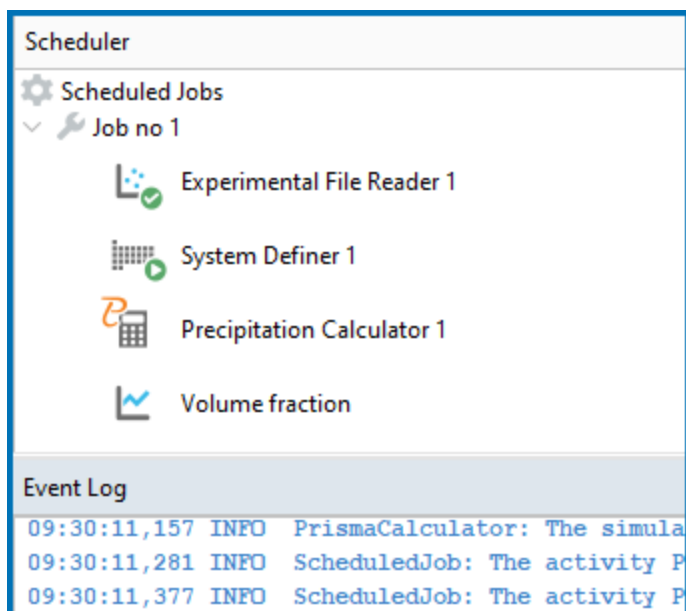 Scheduler
Scheduled Jobs
Job no 1
Experimental File Reader 1
System Definer 1
Precipitation Calculator 1
Volume fraction
Event Log
09:30:11,157 INFO PrismaCalculator: The simula
09:30:11,281 INFO ScheduledJob: The activity P
09:30:11,377 INFO ScheduledJob: The activity P